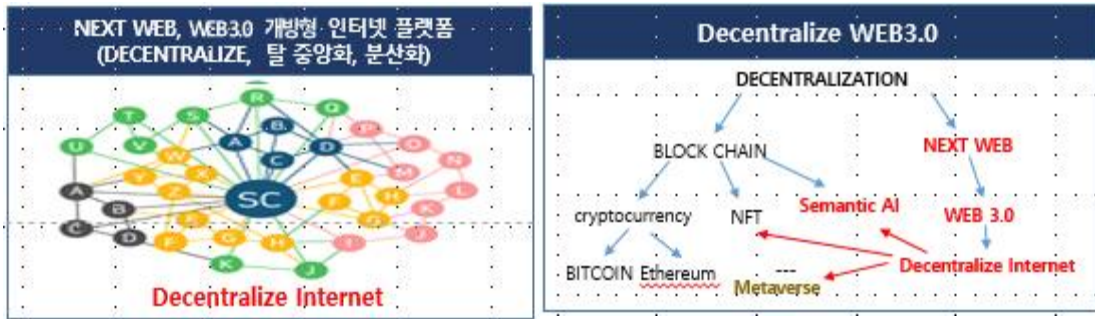 NEXT WEB, WEB3.0 개방형 인터넷 플랫폼
(DECENTRALIZE, 탈 중앙화, 분산화)
R
S
Q
T
P
B
U
V
A
D
O
W
C
N
Y
X
M
E
A
Z
SC
H
L
B
F
K
C
G
D
F
G
H
I
J
K
J
Decentralize Internet
Decentralize WEB3.0
DECENTRALIZATION
BLOCK CHAIN
NEXT WEB
cryptocurrency
NFT
Semantic AI
WEB 3.0
BITCOIN Ethereum
---
Decentralize Internet
Metaverse